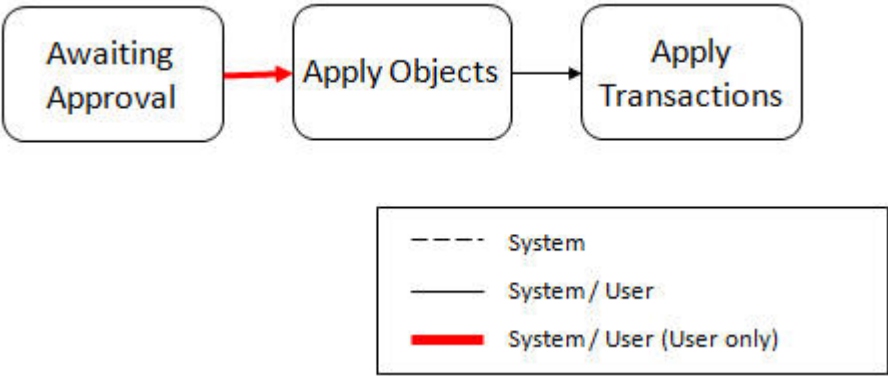 Awaiting
Approval
Apply Objects
Apply
Transactions
System
System / User
System / User (User only)